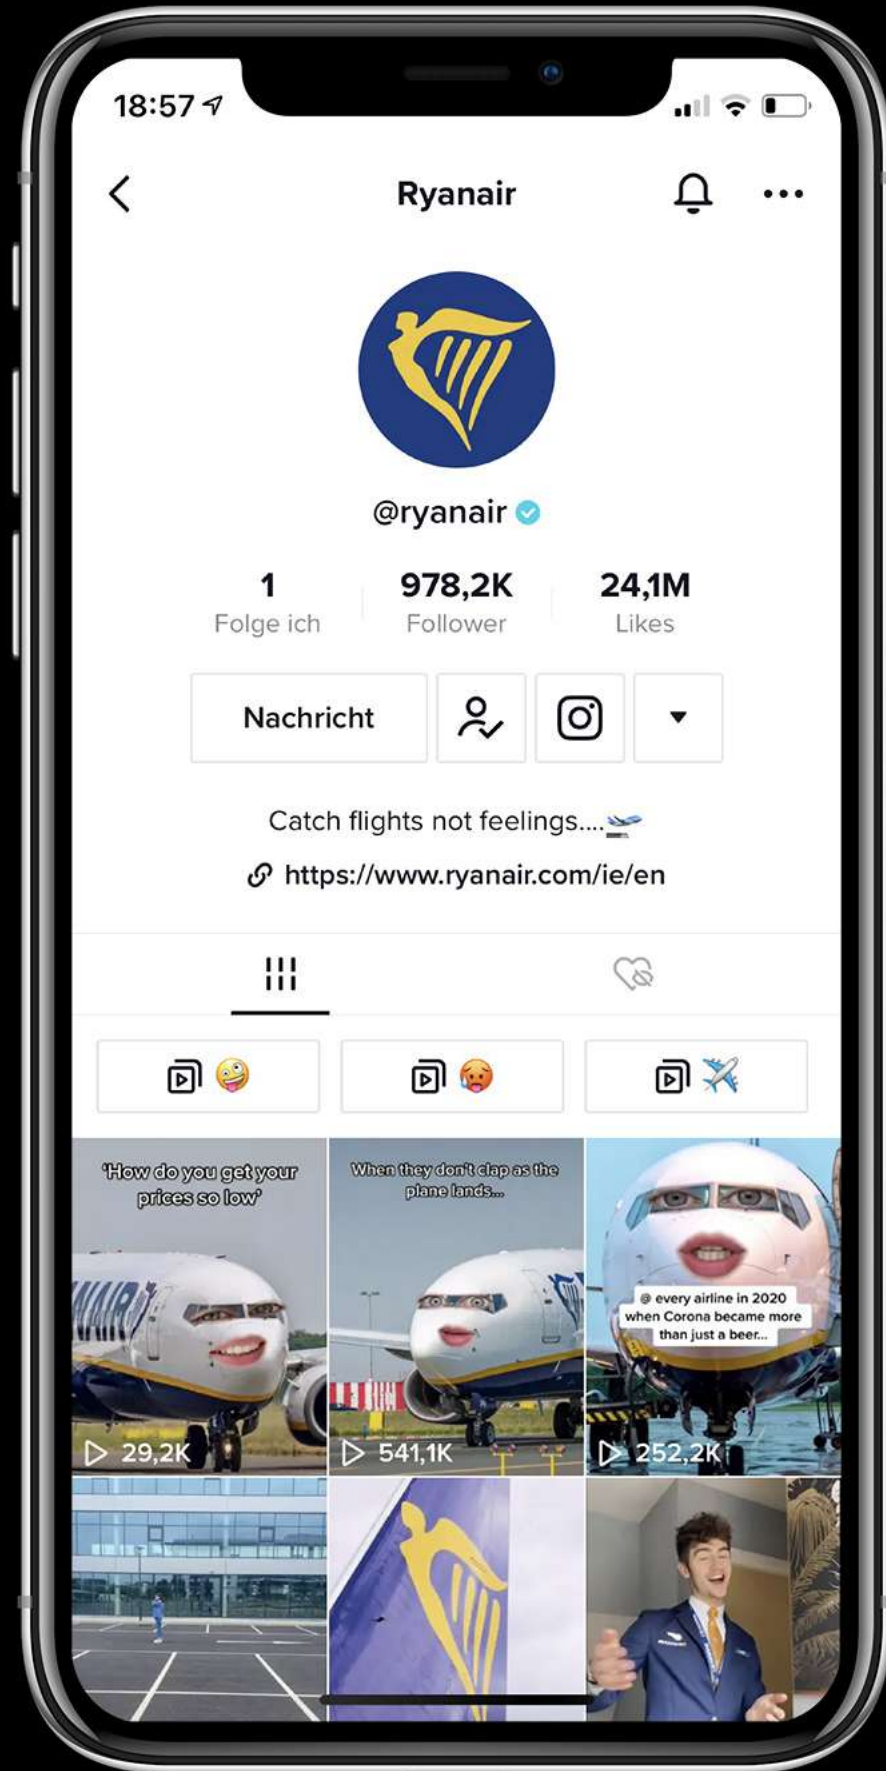 18:57
Ryanair
@ryanair
1
978,2K
24,1M
Folge ich
Follower
Likes
Nachricht
Catch flights not feelings....
https://www.ryanair.com/ie/en
'How do you get your
prices so low'
When they don't clap as the
plane lands...
@ every airline in 2020
when Corona became more
than just a beer...
29,2K
541,1K
252,2K